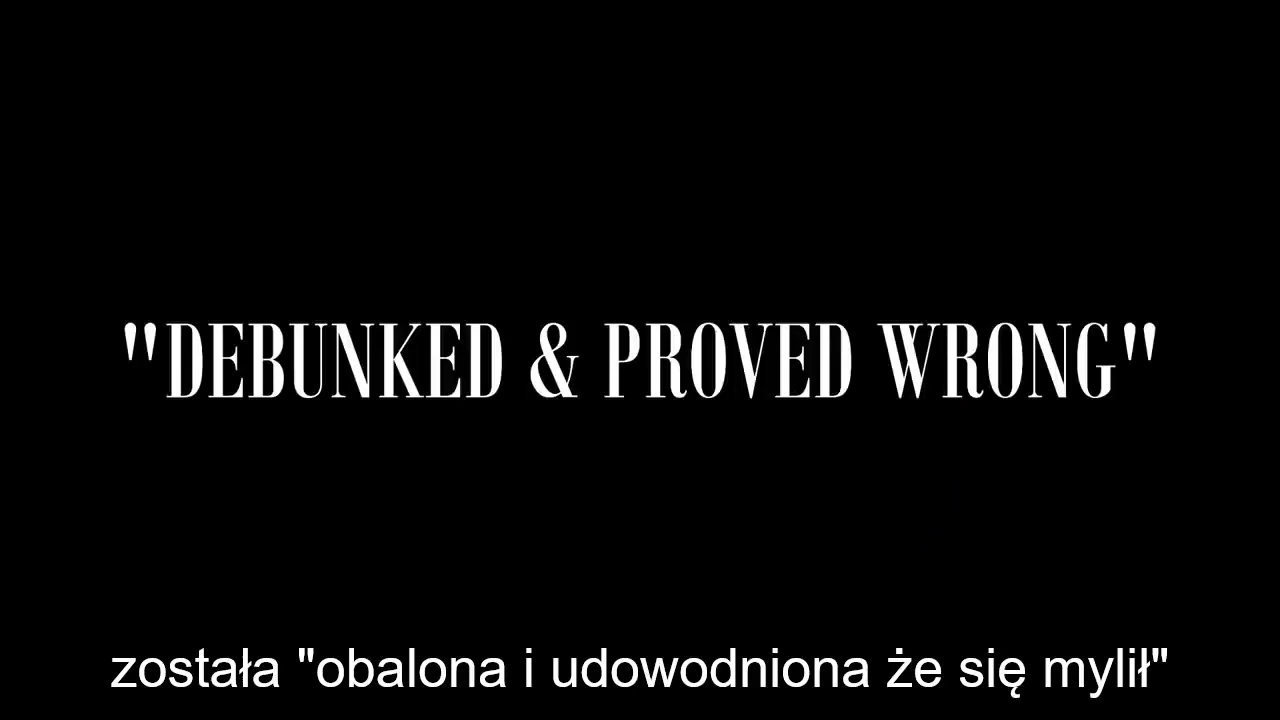 "DEBUNKED & PROVED WRONG"
została "obalona i udowodniona że się mylił"